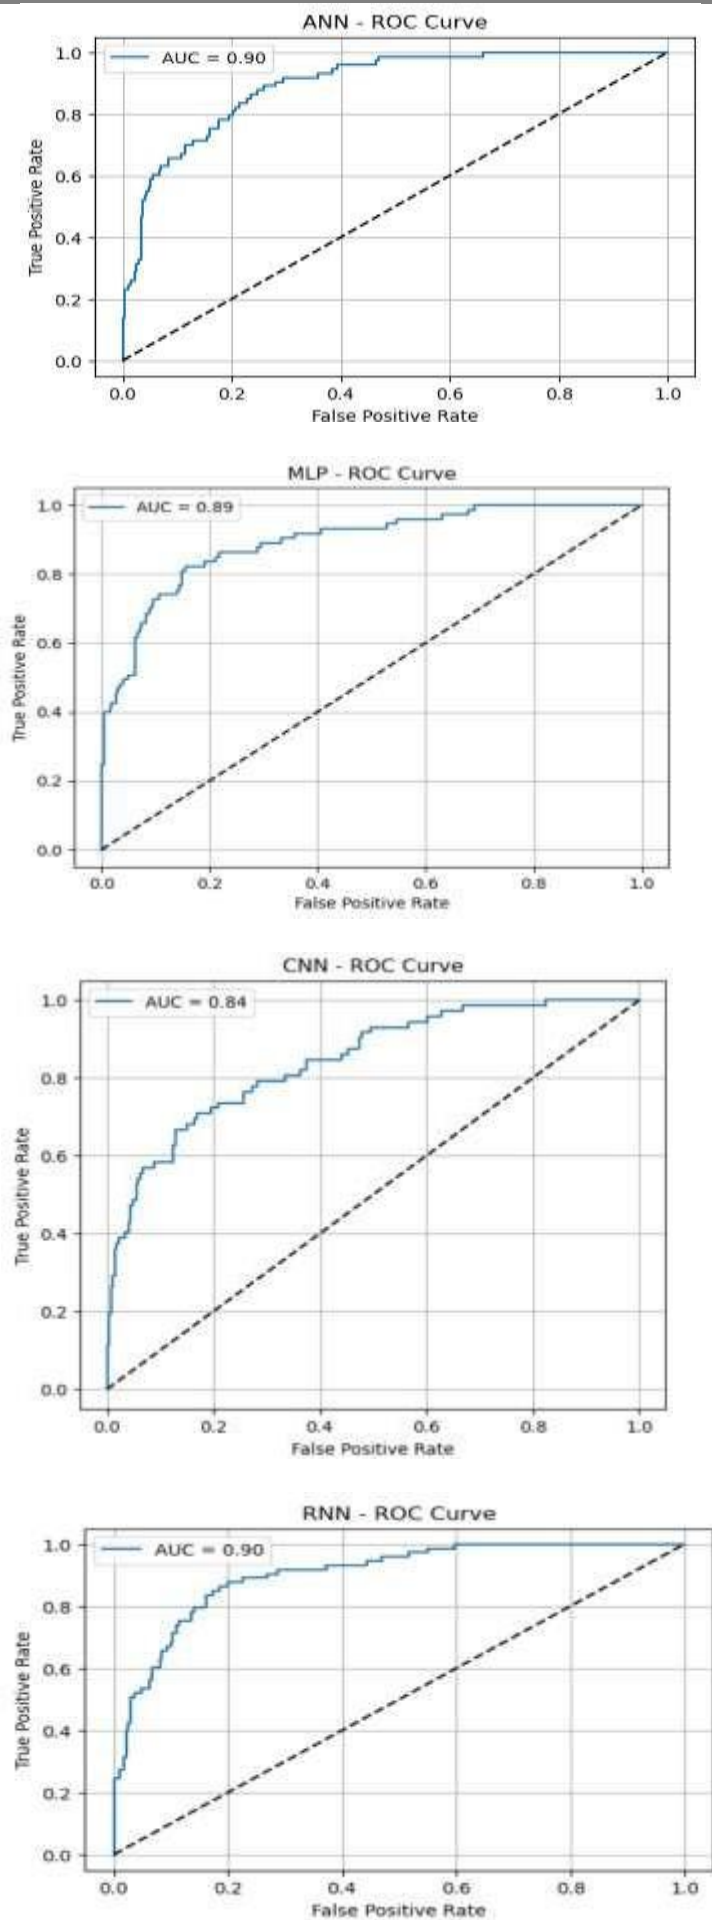 ANN - ROC Curve
AUC = 0.90
1.0
0.8
0.6
0.4
0.2
0.0
True Positive Rate
0.0 0.2 0.4 0.6 0.8 1.0
False Positive Rate
MLP - ROC Curve
AUC = 0.89
1.0
0.8
0.6
0.4
0.2
0.0
True Positive Rate
0.0 0.2 0.4 0.6 0.8 1.0
False Positive Rate
CNN - ROC Curve
AUC = 0.84
1.0
0.8
0.6
0.4
0.2
0.0
True Positive Rate
0.0 0.2 0.4 0.6 0.8 1.0
False Positive Rate
RNN - ROC Curve
AUC = 0.90
1.0
0.8
0.6
0.4
0.2
0.0
True Positive Rate
0.0 0.2 0.4 0.6 0.8 1.0
False Positive Rate